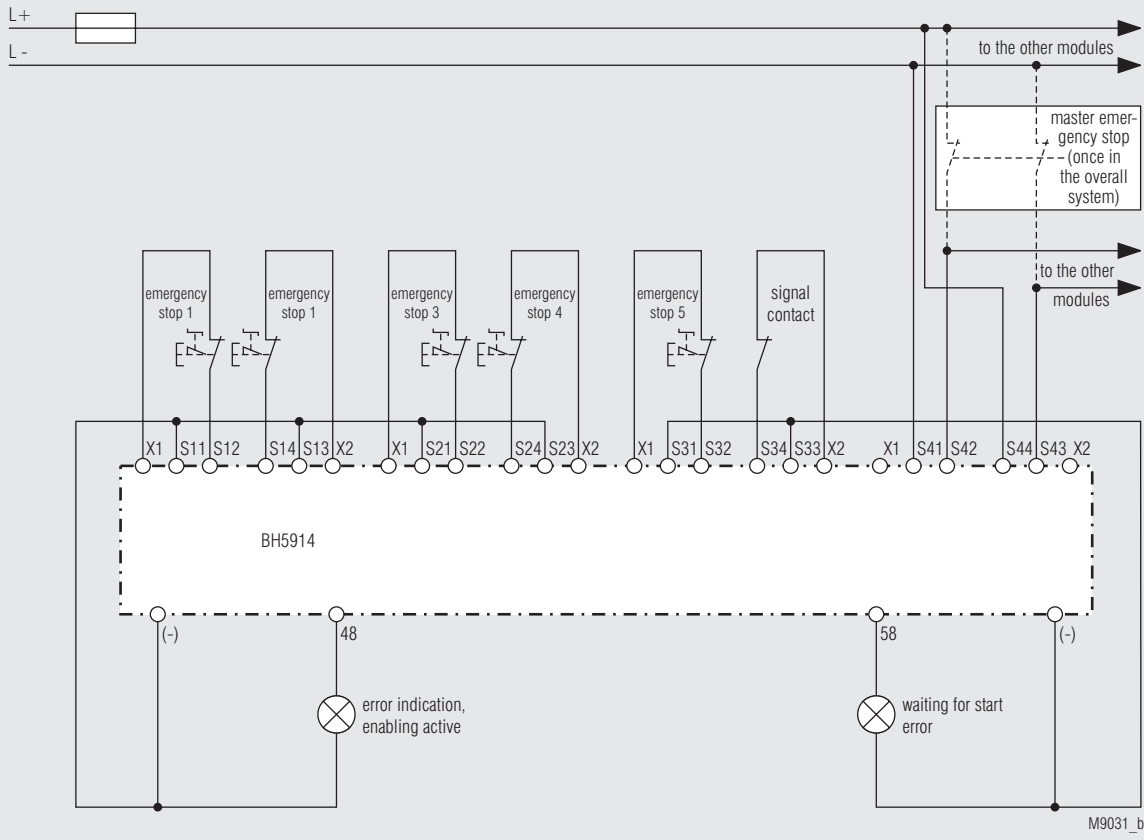 L+
L -
to the other modules
master emer-
gency stop
(once in
the overall
system)
to the other
modules
emergency
stop 1
emergency
stop 1
emergency
stop 3
emergency
stop 4
emergency
stop 5
signal
contact
X1 S11 S12 S14 S13 X2 X1 S21 S22 S24 S23 X2 X1 S31 S32 S34 S33 X2 X1 S41 S42 S44 S43 X2
BH5914
(-) 48 58 (-)
error indication,
enabling active
waiting for start
error
M9031_b